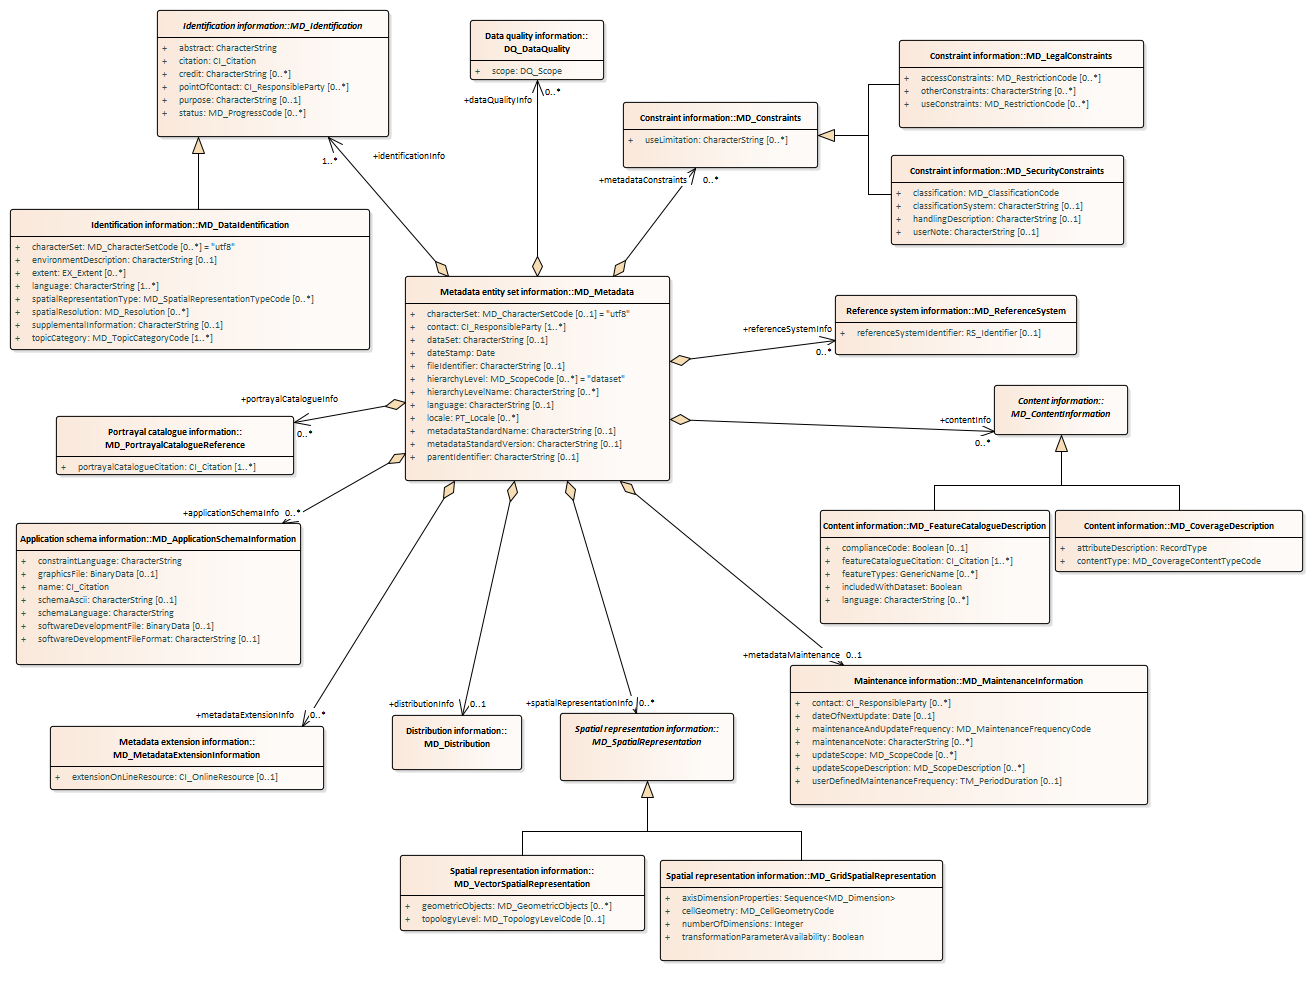 Identification information::MD_Identification
+ abstract: CharacterString
+ citation: CI_Citation
+ credit: CharacterString [0..*]
+ pointOfContact: CI_ResponsibleParty [0..*]
+ purpose: CharacterString [0..1]
+ status: MD_ProgressCode [0..*]
Data quality information::
DQ_DataQuality
+ scope: DQ_Scope
+dataQualityInfo
0..*
Constraint information::MD_Constraints
+ useLimitation: CharacterString [0..*]
+metadataConstraints
0..*
Constraint information::MD_LegalConstraints
+ accessConstraints: MD_RestrictionCode [0..*]
+ otherConstraints: CharacterString [0..*]
+ useConstraints: MD_RestrictionCode [0..*]
Constraint information::MD_SecurityConstraints
+ classification: MD_ClassificationCode
+ classificationSystem: CharacterString [0..1]
+ handlingDescription: CharacterString [0..1]
+ userNote: CharacterString [0..1]
1..*
+identificationInfo
Identification information::MD_DataIdentification
+ characterSet: MD_CharacterSetCode [0..*] = "utf8"
+ environmentDescription: CharacterString [0..1]
+ extent: EX_Extent [0..*]
+ language: CharacterString [1..*]
+ spatialRepresentationType: MD_SpatialRepresentationTypeCode [0..*]
+ spatialResolution: MD_Resolution [0..*]
+ supplementalInformation: CharacterString [0..1]
+ topicCategory: MD_TopicCategoryCode [1..*]
Metadata entity set information::MD_Metadata
+ characterSet: MD_CharacterSetCode [0..1] = "utf8"
+ contact: CI_ResponsibleParty [1..*]
+ dataSet: CharacterString [0..1]
+ dateStamp: Date
+ fileIdentifier: CharacterString [0..1]
+ hierarchyLevel: MD_ScopeCode [0..*] = "dataset"
+ hierarchyLevelName: CharacterString [0..*]
+ language: CharacterString [0..1]
+ locale: PT_Locale [0..*]
+ metadataStandardName: CharacterString [0..1]
+ metadataStandardVersion: CharacterString [0..1]
+ parentIdentifier: CharacterString [0..1]
+referenceSystemInfo
0..*
Reference system information::MD_ReferenceSystem
+ referenceSystemIdentifier: RS_Identifier [0..1]
+contentInfo
0..*
Content information::
MD_ContentInformation
+portrayalCatalogueInfo
0..*
Portrayal catalogue information::
MD_PortrayalCatalogueReference
+ portrayalCatalogueCitation: CI_Citation [1..*]
+applicationSchemaInfo 0..*
Application schema information::MD_ApplicationSchemaInformation
+ constraintLanguage: CharacterString
+ graphicsFile: BinaryData [0..1]
+ name: CI_Citation
+ schemaAscii: CharacterString [0..1]
+ schemaLanguage: CharacterString
+ softwareDevelopmentFile: BinaryData [0..1]
+ softwareDevelopmentFileFormat: CharacterString [0..1]
Content information::MD_FeatureCatalogueDescription
+ complianceCode: Boolean [0..1]
+ featureCatalogueCitation: CI_Citation [1..*]
+ featureTypes: GenericName [0..*]
+ includedWithDataset: Boolean
+ language: CharacterString [0..*]
Content information::MD_CoverageDescription
+ attributeDescription: RecordType
+ contentType: MD_CoverageContentTypeCode
+metadataMaintenance 0..1
Maintenance information::MD_MaintenanceInformation
+ contact: CI_ResponsibleParty [0..*]
+ dateOfNextUpdate: Date [0..1]
+ maintenanceAndUpdateFrequency: MD_MaintenanceFrequencyCode
+ maintenanceNote: CharacterString [0..*]
+ updateScope: MD_ScopeCode [0..*]
+ updateScopeDescription: MD_ScopeDescription [0..*]
+ userDefinedMaintenanceFrequency: TM_PeriodDuration [0..1]
+metadataExtensionInfo 0..*
Metadata extension information::
MD_MetadataExtensionInformation
+ extensionOnLineResource: CI_OnlineResource [0..1]
+distributionInfo 0..1
Distribution information::
MD_Distribution
+spatialRepresentationInfo 0..*
Spatial representation information::
MD_SpatialRepresentation
Spatial representation information::
MD_VectorSpatialRepresentation
+ geometricObjects: MD_GeometricObjects [0..*]
+ topologyLevel: MD_TopologyLevelCode [0..1]
Spatial representation information::MD_GridSpatialRepresentation
+ axisDimensionProperties: Sequence<MD_Dimension>
+ cellGeometry: MD_CellGeometryCode
+ numberOfDimensions: Integer
+ transformationParameterAvailability: Boolean